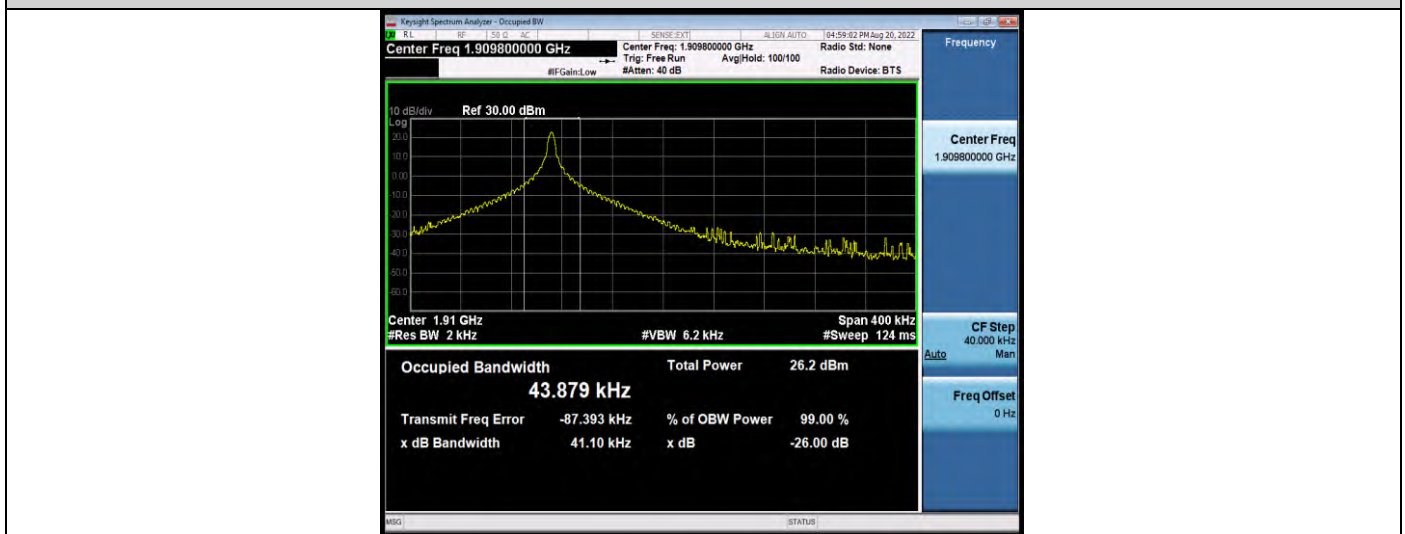 Keysight Spectrum Analyzer - Occupied BW
RL RF 50 Ω AC SENSE:EXT ALIGN AUTO 04:59:02 PM Aug 20, 2022
Center Freq 1.909800000 GHz
Center Freq: 1.909800000 GHz Radio Std: None
Trig: Free Run Avg|Hold: 100/100
#IFGain:Low #Atten: 40 dB Radio Device: BTS
10 dB/div Ref 30.00 dBm
Log
20.0
10.0
0.00
-10.0
-20.0
-30.0
-40.0
-50.0
-60.0
Center 1.91 GHz Span 400 kHz
#Res BW 2 kHz #VBW 6.2 kHz #Sweep 124 ms
Occupied Bandwidth Total Power 26.2 dBm
43.879 kHz
Transmit Freq Error -87.393 kHz % of OBW Power 99.00 %
x dB Bandwidth 41.10 kHz x dB -26.00 dB
MSG STATUS
Frequency
Center Freq
1.909800000 GHz
CF Step
40.000 kHz
Auto Man
Freq Offset
0 Hz